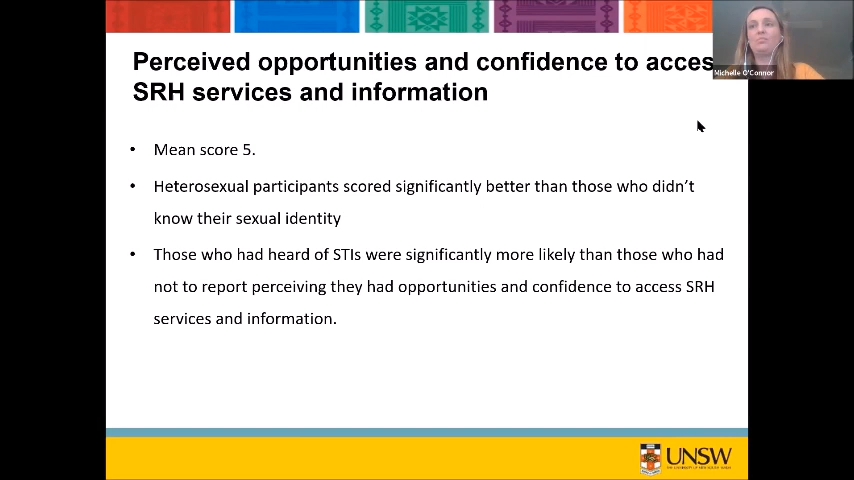 Perceived opportunities and confidence to acces
SRH services and information
Michelle O'Connor
• Mean score 5.
• Heterosexual participants scored significantly better than those who didn't
know their sexual identity
• Those who had heard of STIs were significantly more likely than those who had
not to report perceiving they had opportunities and confidence to access SRH
services and information.
UNSW